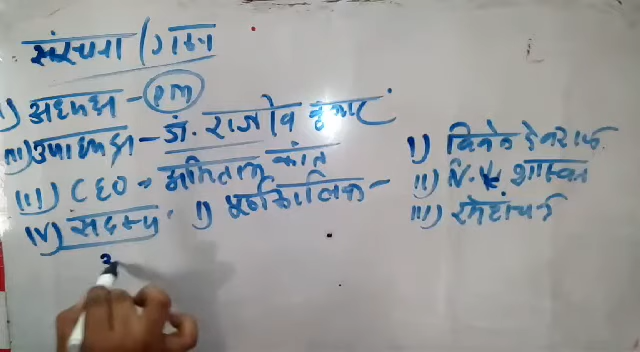 संरचना / गठन
I) अध्यक्ष - PM
II) उपाध्यक्ष - डॉ. राजीव कुमार
III) CEO - अमिताभ कांत
IV) सदस्य i) पूर्णकालिक -
I) विवेक देवराय
II) V.K. सारस्वत
III) रमेश चन्द